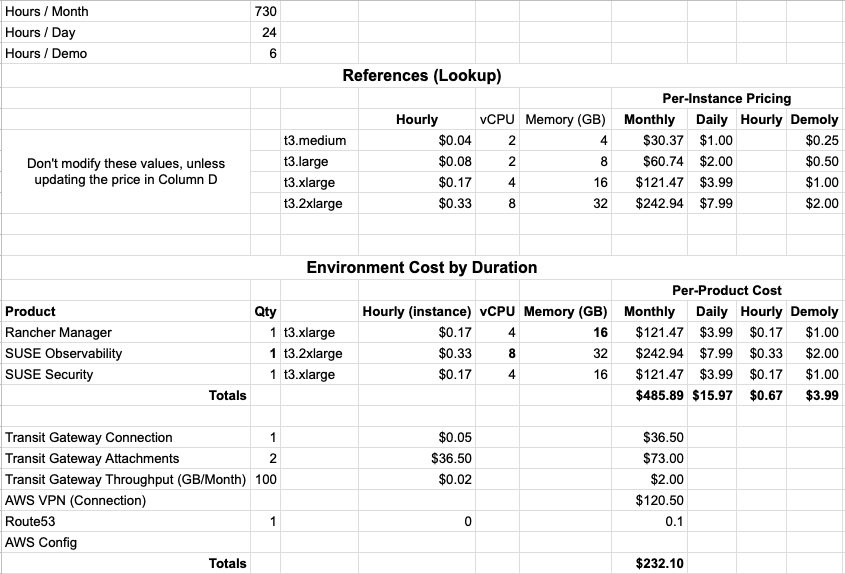 Hours / Month 730
Hours / Day 24
Hours / Demo 6
References (Lookup)
Per-Instance Pricing
Hourly vCPU Memory (GB) Monthly Daily Hourly Demoly
t3.medium $0.04 2 4 $30.37 $1.00 $0.25
Don't modify these values, unless
updating the price in Column D
t3.large $0.08 2 8 $60.74 $2.00 $0.50
t3.xlarge $0.17 4 16 $121.47 $3.99 $1.00
t3.2xlarge $0.33 8 32 $242.94 $7.99 $2.00
Environment Cost by Duration
Per-Product Cost
Product Qty Hourly (instance) vCPU Memory (GB) Monthly Daily Hourly Demoly
Rancher Manager 1 t3.xlarge $0.17 4 16 $121.47 $3.99 $0.17 $1.00
SUSE Observability 1 t3.2xlarge $0.33 8 32 $242.94 $7.99 $0.33 $2.00
SUSE Security 1 t3.xlarge $0.17 4 16 $121.47 $3.99 $0.17 $1.00
Totals $485.89 $15.97 $0.67 $3.99
Transit Gateway Connection 1 $0.05 $36.50
Transit Gateway Attachments 2 $36.50 $73.00
Transit Gateway Throughput (GB/Month) 100 $0.02 $2.00
AWS VPN (Connection) $120.50
Route53 1 0 0.1
AWS Config
Totals $232.10